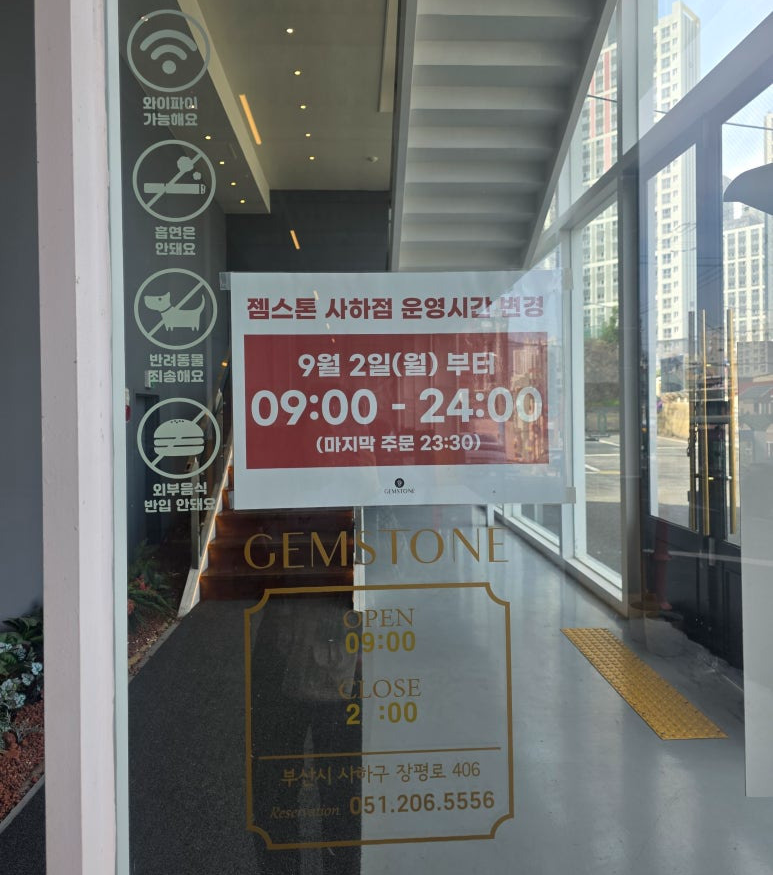 와이파이
가능해요
흡연은
안돼요
반려동물
죄송해요
외부음식
반입 안돼요
젬스톤 사하점 운영시간 변경
9월 2일(월) 부터
09:00 - 24:00
(마지막 주문 23:30)
GEMSTONE
GEMSTONE
OPEN
09:00
CLOSE
2 :00
부산시 사하구 장평로 406
Reservation 051.206.5556